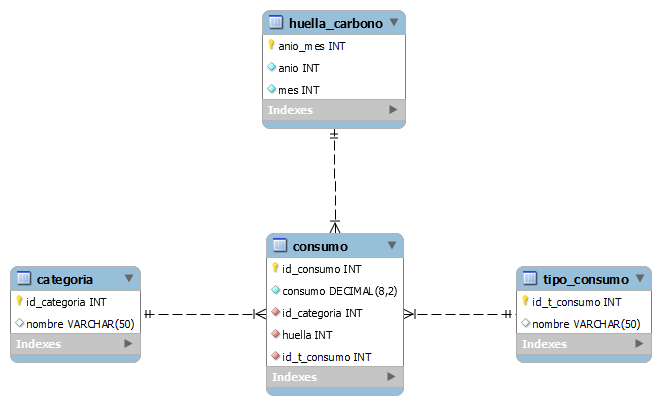 huella_carbono
anio_mes INT
anio INT
mes INT
Indexes
consumo
id_consumo INT
consumo DECIMAL(8,2)
id_categoria INT
huella INT
id_t_consumo INT
Indexes
categoria
id_categoria INT
nombre VARCHAR(50)
Indexes
tipo_consumo
id_t_consumo INT
nombre VARCHAR(50)
Indexes